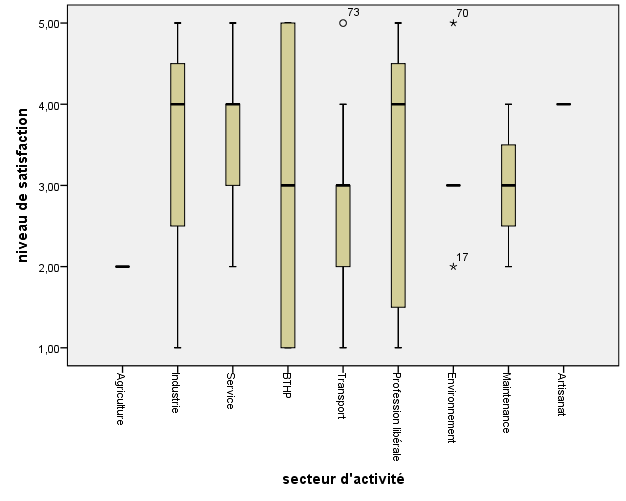 niveau de satisfaction
5,00
4,00
3,00
2,00
1,00
73
70
17
Agriculture
Industrie
Service
BTHP
Transport
Profession libérale
Environnement
Maintenance
Artisanat
secteur d'activité